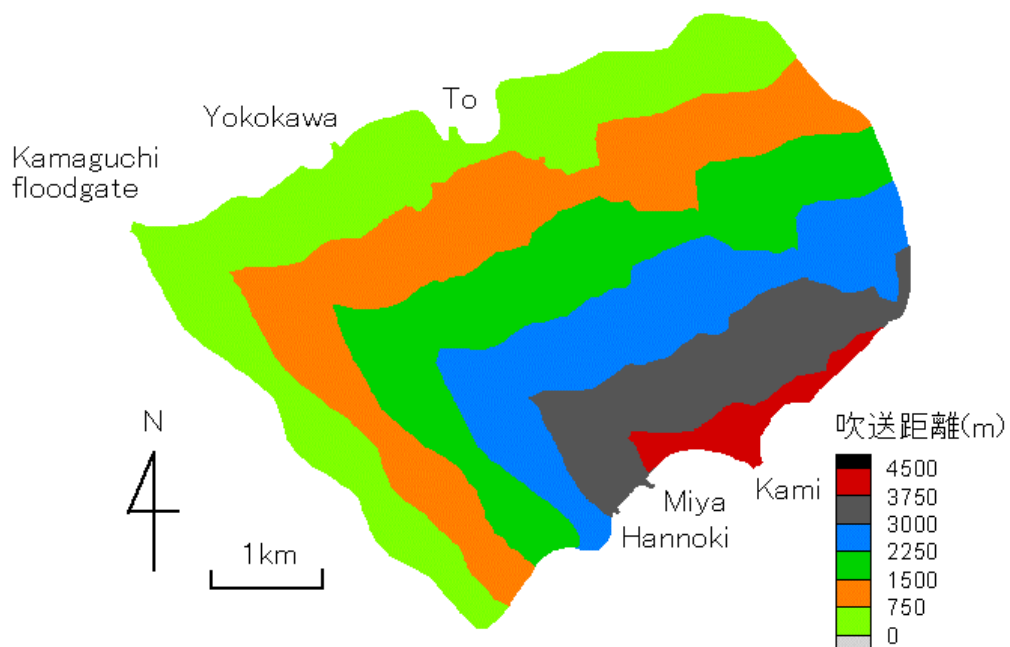 To
Yokokawa
Kamaguchi
floodgate
N
1km
Miya
Hannoki
Kami
吹送距離(m)
4500
3750
3000
2250
1500
750
0